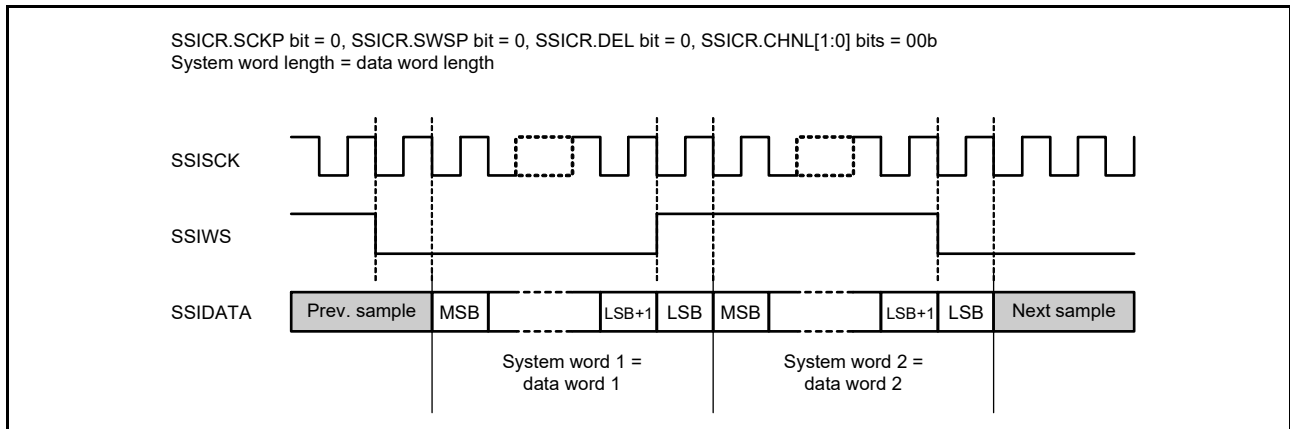 SSICR.SCKP bit = 0, SSICR.SWSP bit = 0, SSICR.DEL bit = 0, SSICR.CHNL[1:0] bits = 00b
System word length = data word length
SSISCK
SSIWS
SSIDATA Prev. sample MSB LSB+1 LSB MSB LSB+1 LSB Next sample
System word 1 = System word 2 =
data word 1 data word 2